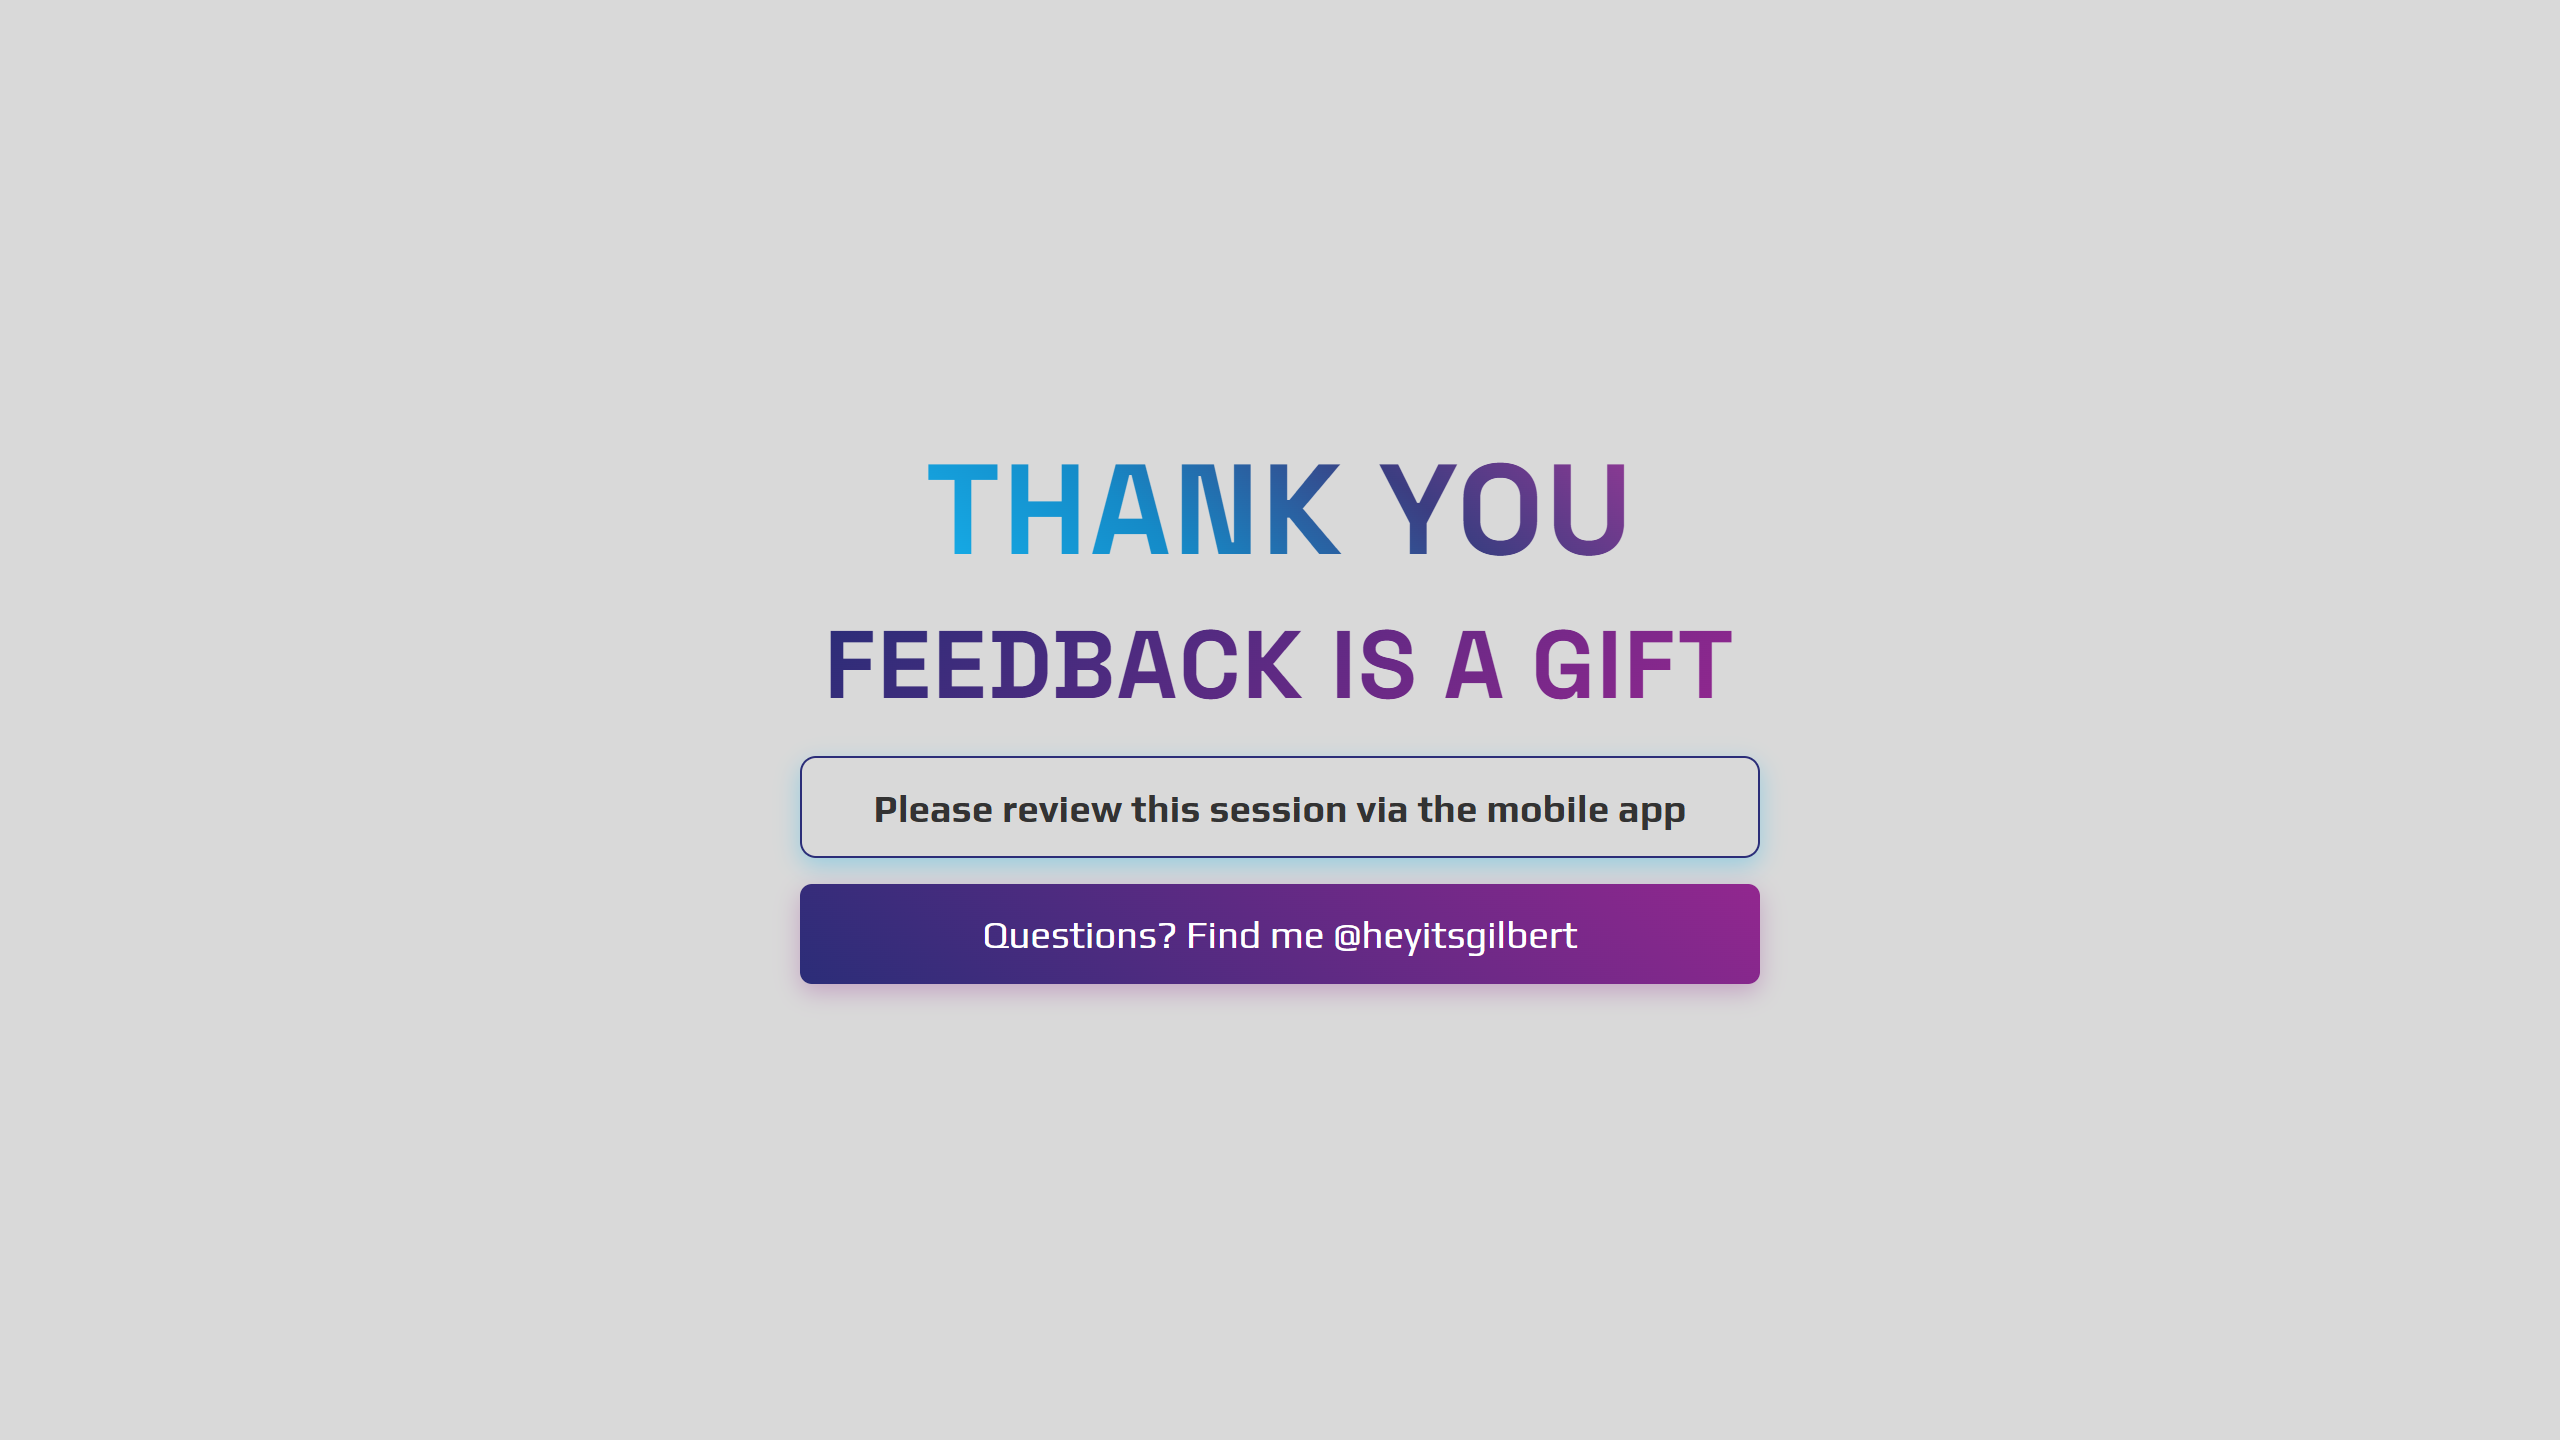 THANK YOU
FEEDBACK IS A GIFT
Please review this session via the mobile app
Questions? Find me @heyitsgilbert